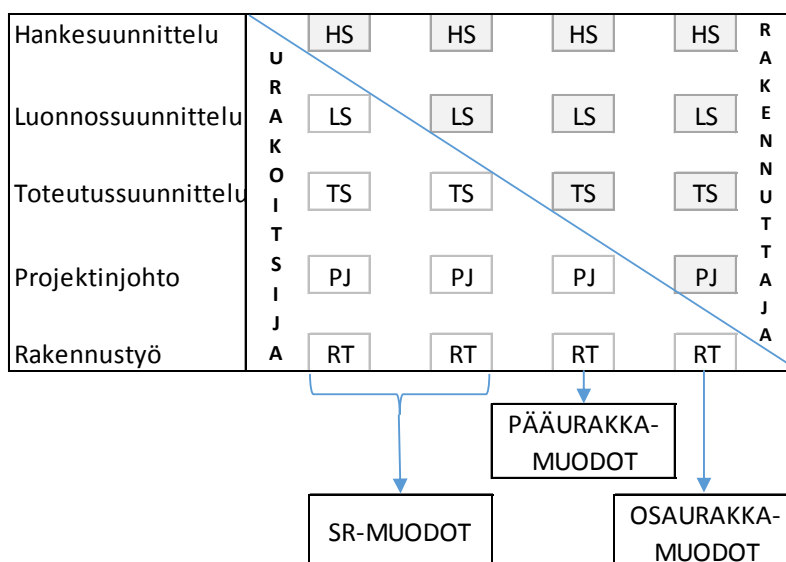 Hankesuunnittelu HS HS HS HS
Luonnossuunnittelu LS LS LS LS
Toteutussuunnittelu TS TS TS TS
Projektinjohto PJ PJ PJ PJ
Rakennustyö RT RT RT RT
URAKOITSIJA
RAKENNUTTAJA
PÄÄURAKKA-
MUODOT
SR-MUODOT
OSAURAKKA-
MUODOT